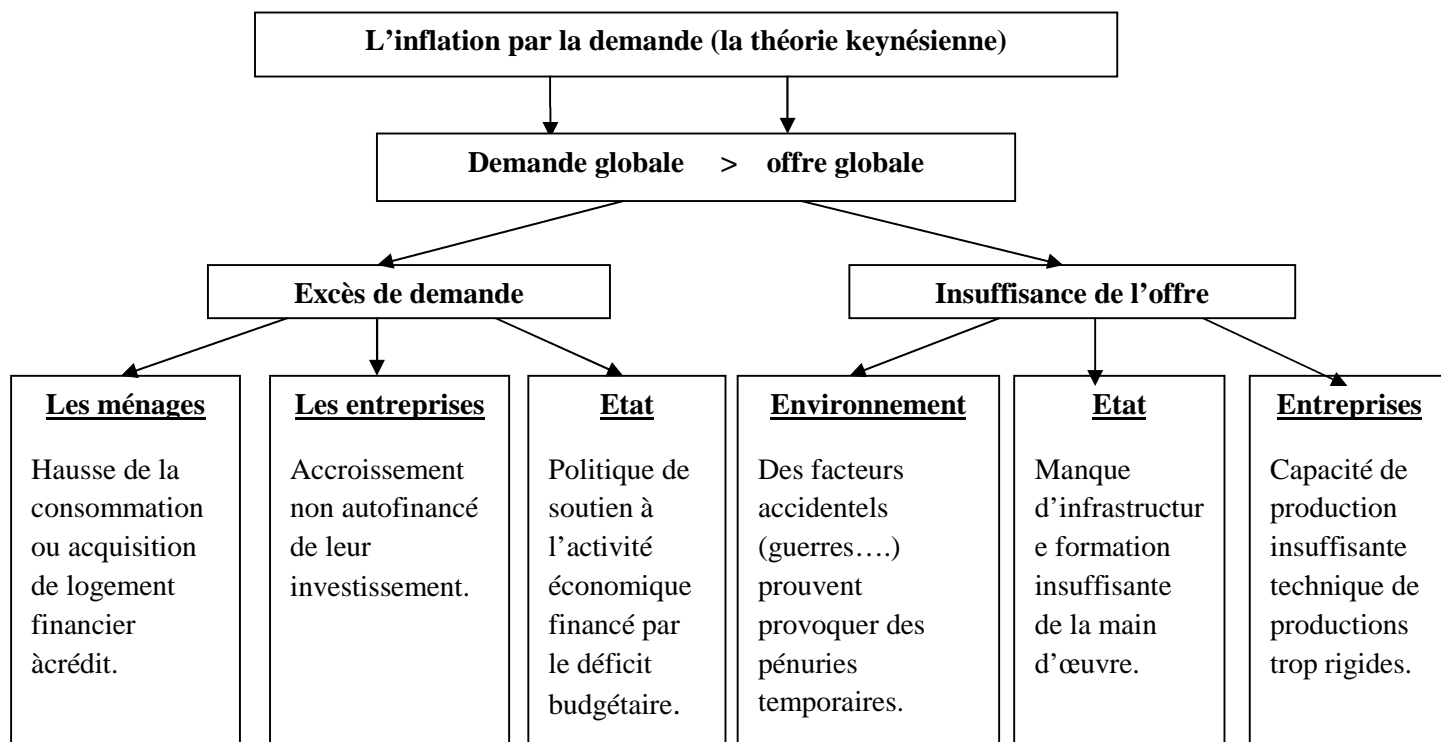 L’inflation par la demande (la théorie keynésienne)
Demande globale > offre globale
Excès de demande
Insuffisance de l’offre
Les ménages
Hausse de la
consommation
ou acquisition
de logement
financier
àcrédit.
Les entreprises
Accroissement
non autofinancé
de leur
investissement.
Etat
Politique de
soutien à
l’activité
économique
financé par
le déficit
budgétaire.
Environnement
Des facteurs
accidentels
(guerres….)
prouvent
provoquer des
pénuries
temporaires.
Etat
Manque
d’infrastructur
e formation
insuffisante
de la main
d’œuvre.
Entreprises
Capacité de
production
insuffisante
technique de
productions
trop rigides.